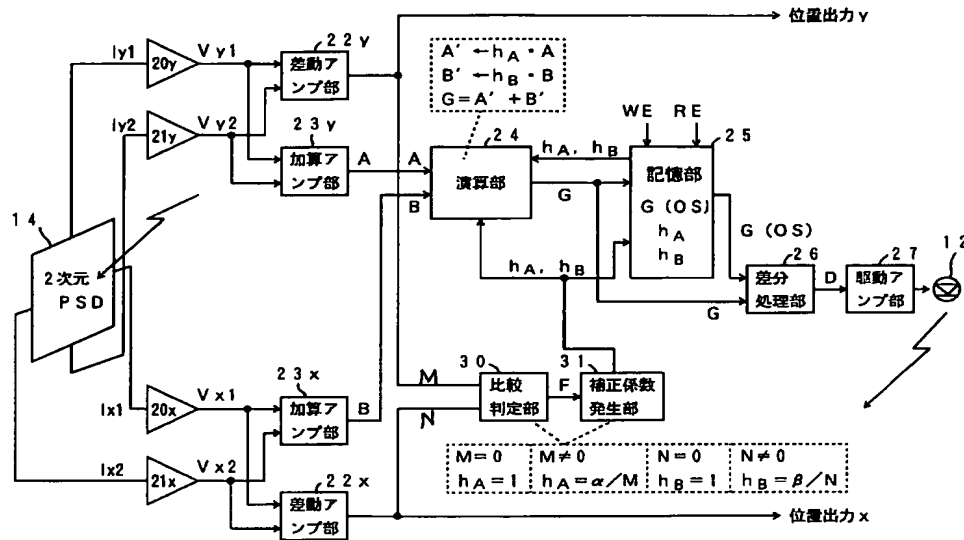 位置出力 y
Iy1
20y
Vy1
22y
差動ア
ンプ部
A′←hA・A
B′←hB・B
G=A′+B′
WE
RE
Iy2
21y
Vy2
23y
加算ア
ンプ部
A
A
B
24
演算部
hA, hB
G
25
記憶部
G (OS)
hA
hB
G (OS)
14
2次元
PSD
hA, hB
G
26
差分
処理部
D
27
駆動ア
ンプ部
12
Ix1
20x
Vx1
23x
加算ア
ンプ部
B
M
N
30
比較
判定部
F
31
補正係数
発生部
Ix2
21x
Vx2
22x
差動ア
ンプ部
M=0
hA=1
M≠0
hA=α/M
N=0
hB=1
N≠0
hB=β/N
位置出力 x